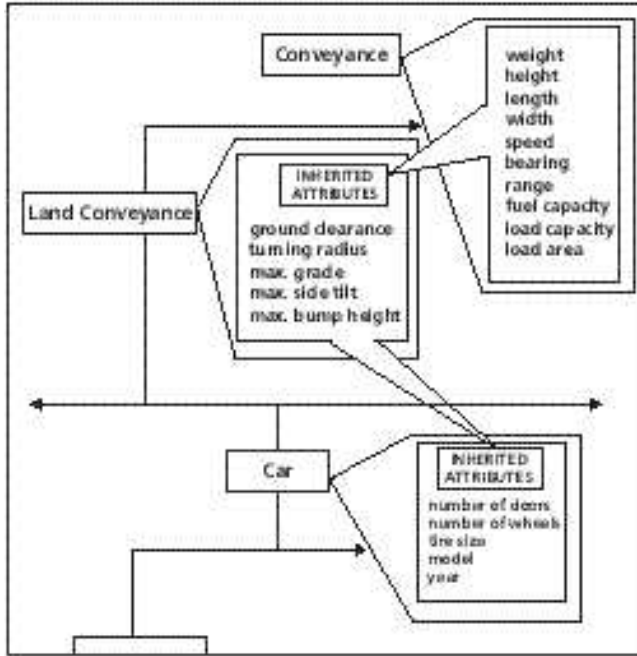 Conveyance
weight
height
length
width
speed
bearing
range
fuel capacity
load capacity
load area
Land Conveyance
INHERITED
ATTRIBUTES
ground clearance
turning radius
max. grade
max. side tilt
max. bump height
Car
INHERITED
ATTRIBUTES
number of doors
number of wheels
tire size
model
year